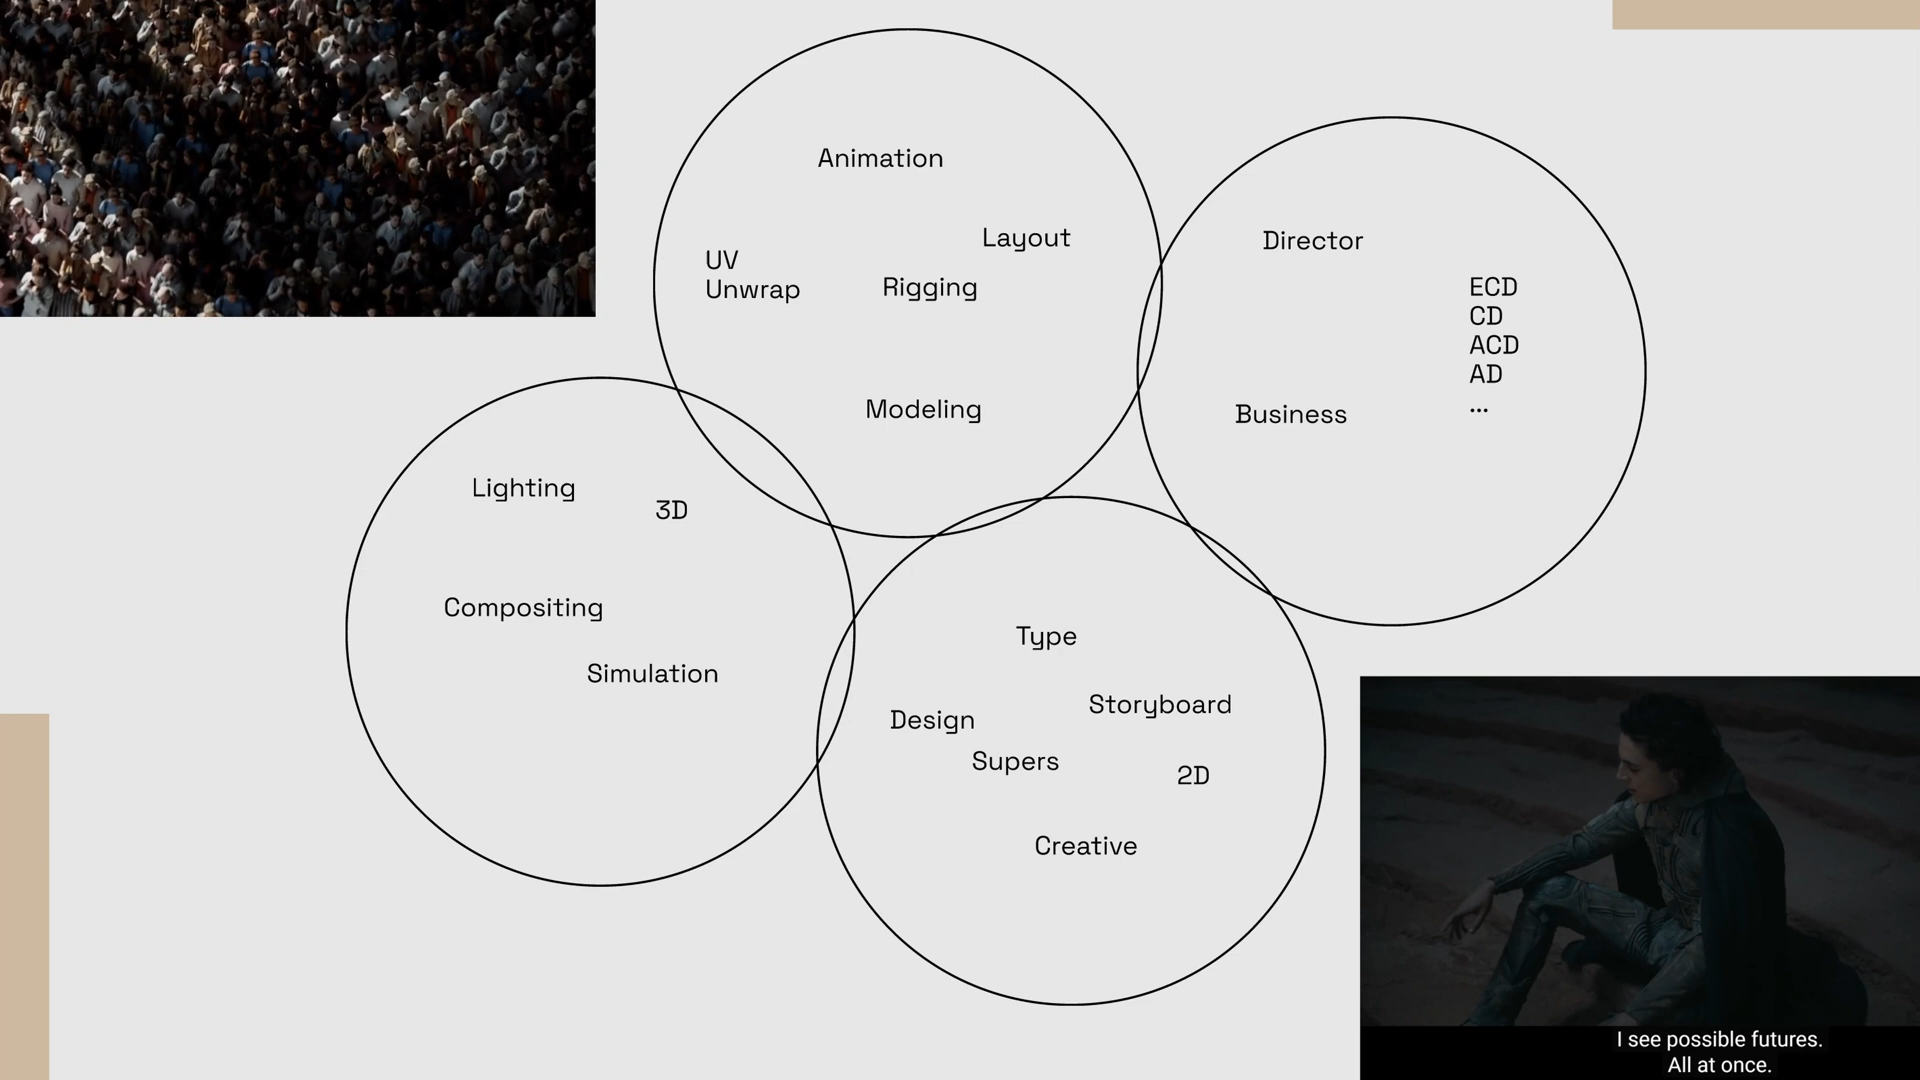 Animation
Layout
UV
Unwrap
Rigging
Modeling
Director
ECD
CD
ACD
AD
...
Business
Lighting
3D
Compositing
Simulation
Type
Storyboard
Design
Supers
2D
Creative
I see possible futures.
All at once.